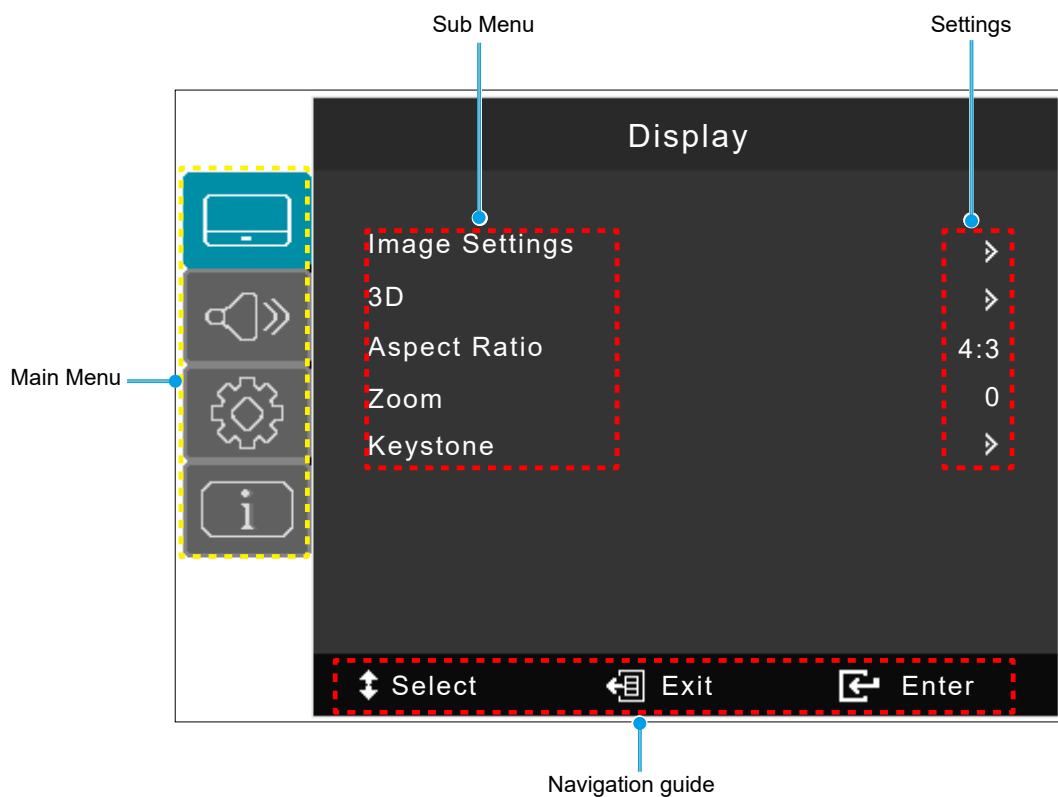 Sub Menu
Settings
Display
Image Settings
3D
Aspect Ratio 4:3
Main Menu
Zoom 0
Keystone
i
Select Exit Enter
Navigation guide